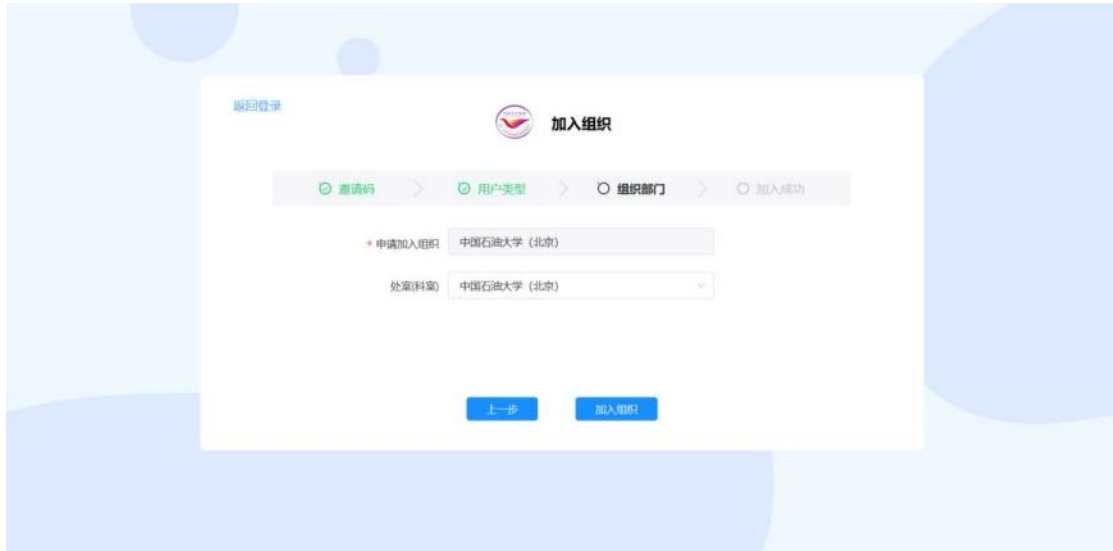 返回登录
加入组织
邀请码 用户类型 组织部门 加入成功
* 申请加入组织 中国石油大学（北京）
处室(科室) 中国石油大学（北京）
上一步 加入组织